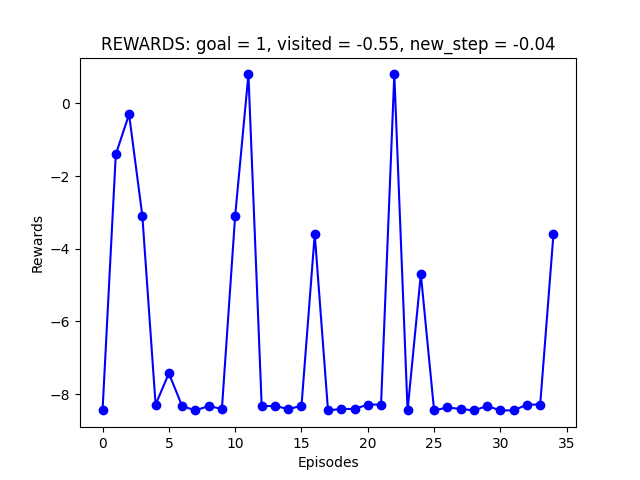 REWARDS: goal = 1, visited = -0.55, new_step = -0.04
0
−2
−4
−6
−8
Rewards
0 5 10 15 20 25 30 35
Episodes